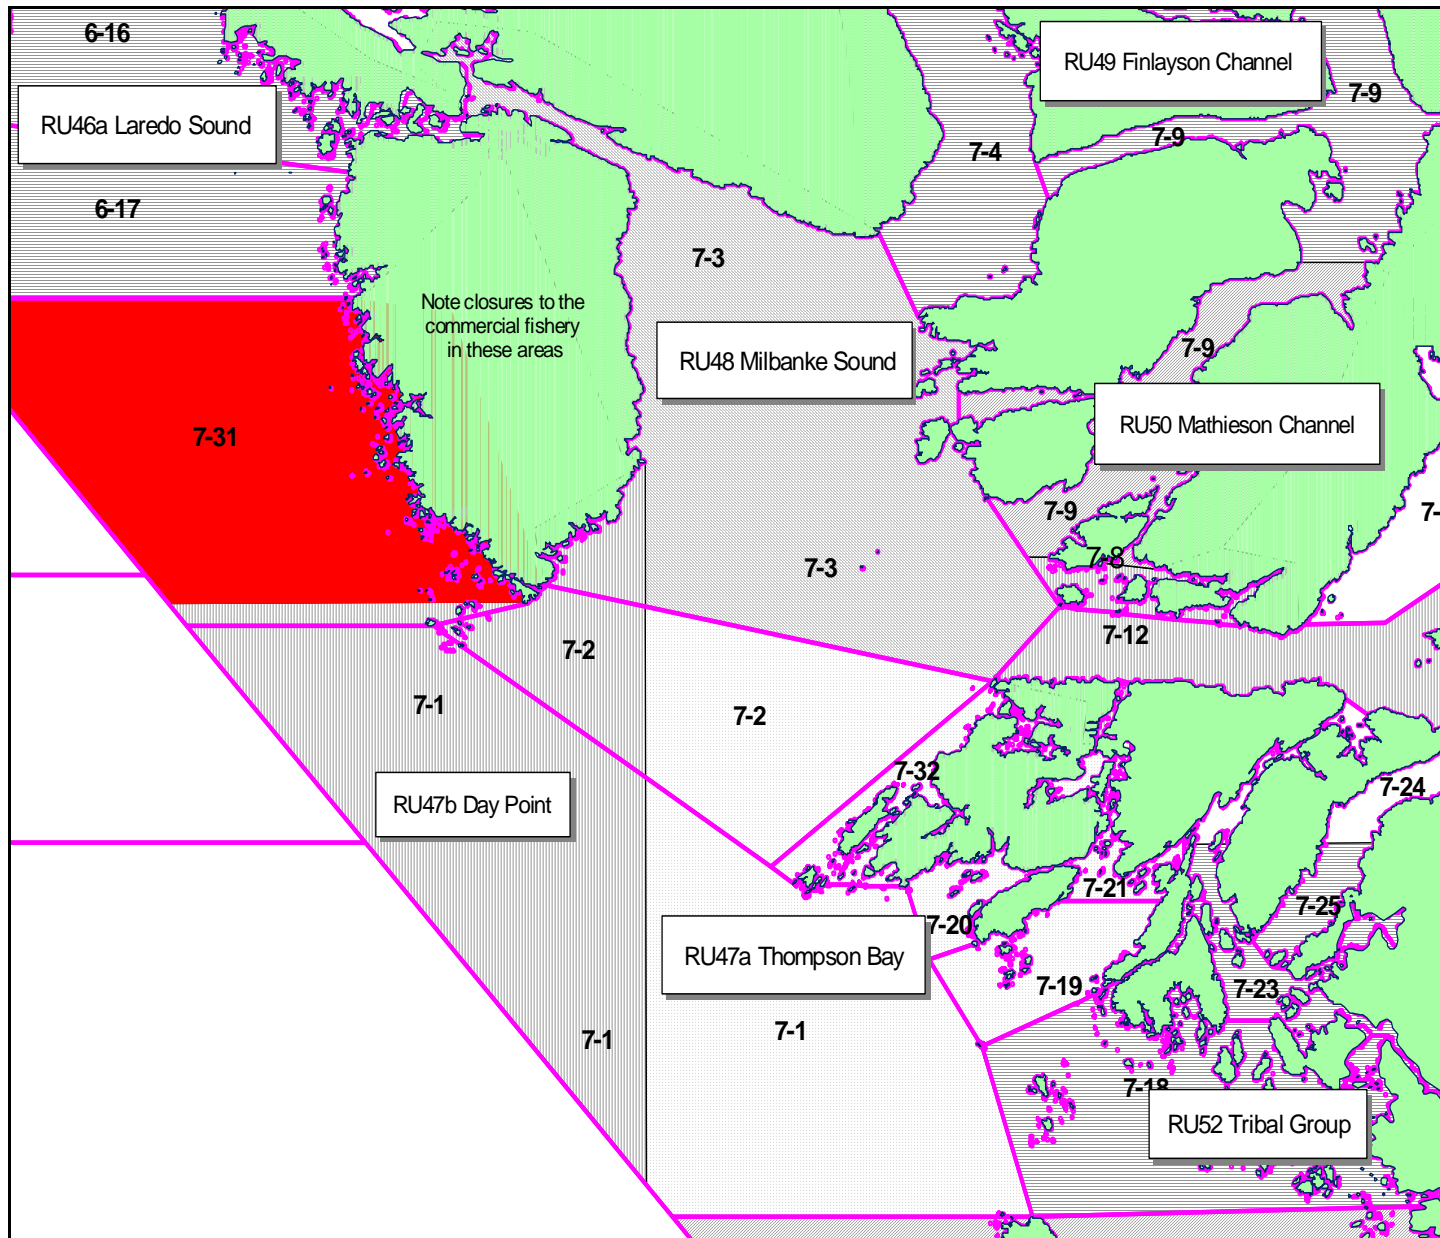 6-16
RU49 Finlayson Channel
7-9
RU46a Laredo Sound
7-9
7-4
6-17
7-3
Note closures to the
commercial fishery
in these areas
RU48 Milbanke Sound
7-9
RU50 Mathieson Channel
7-31
7-9
7-
7-8
7-3
7-12
7-2
7-1
7-2
7-32
7-24
RU47b Day Point
7-21
7-25
7-20
RU47a Thompson Bay
7-19
7-23
7-1
7-1
7-18
RU52 Tribal Group